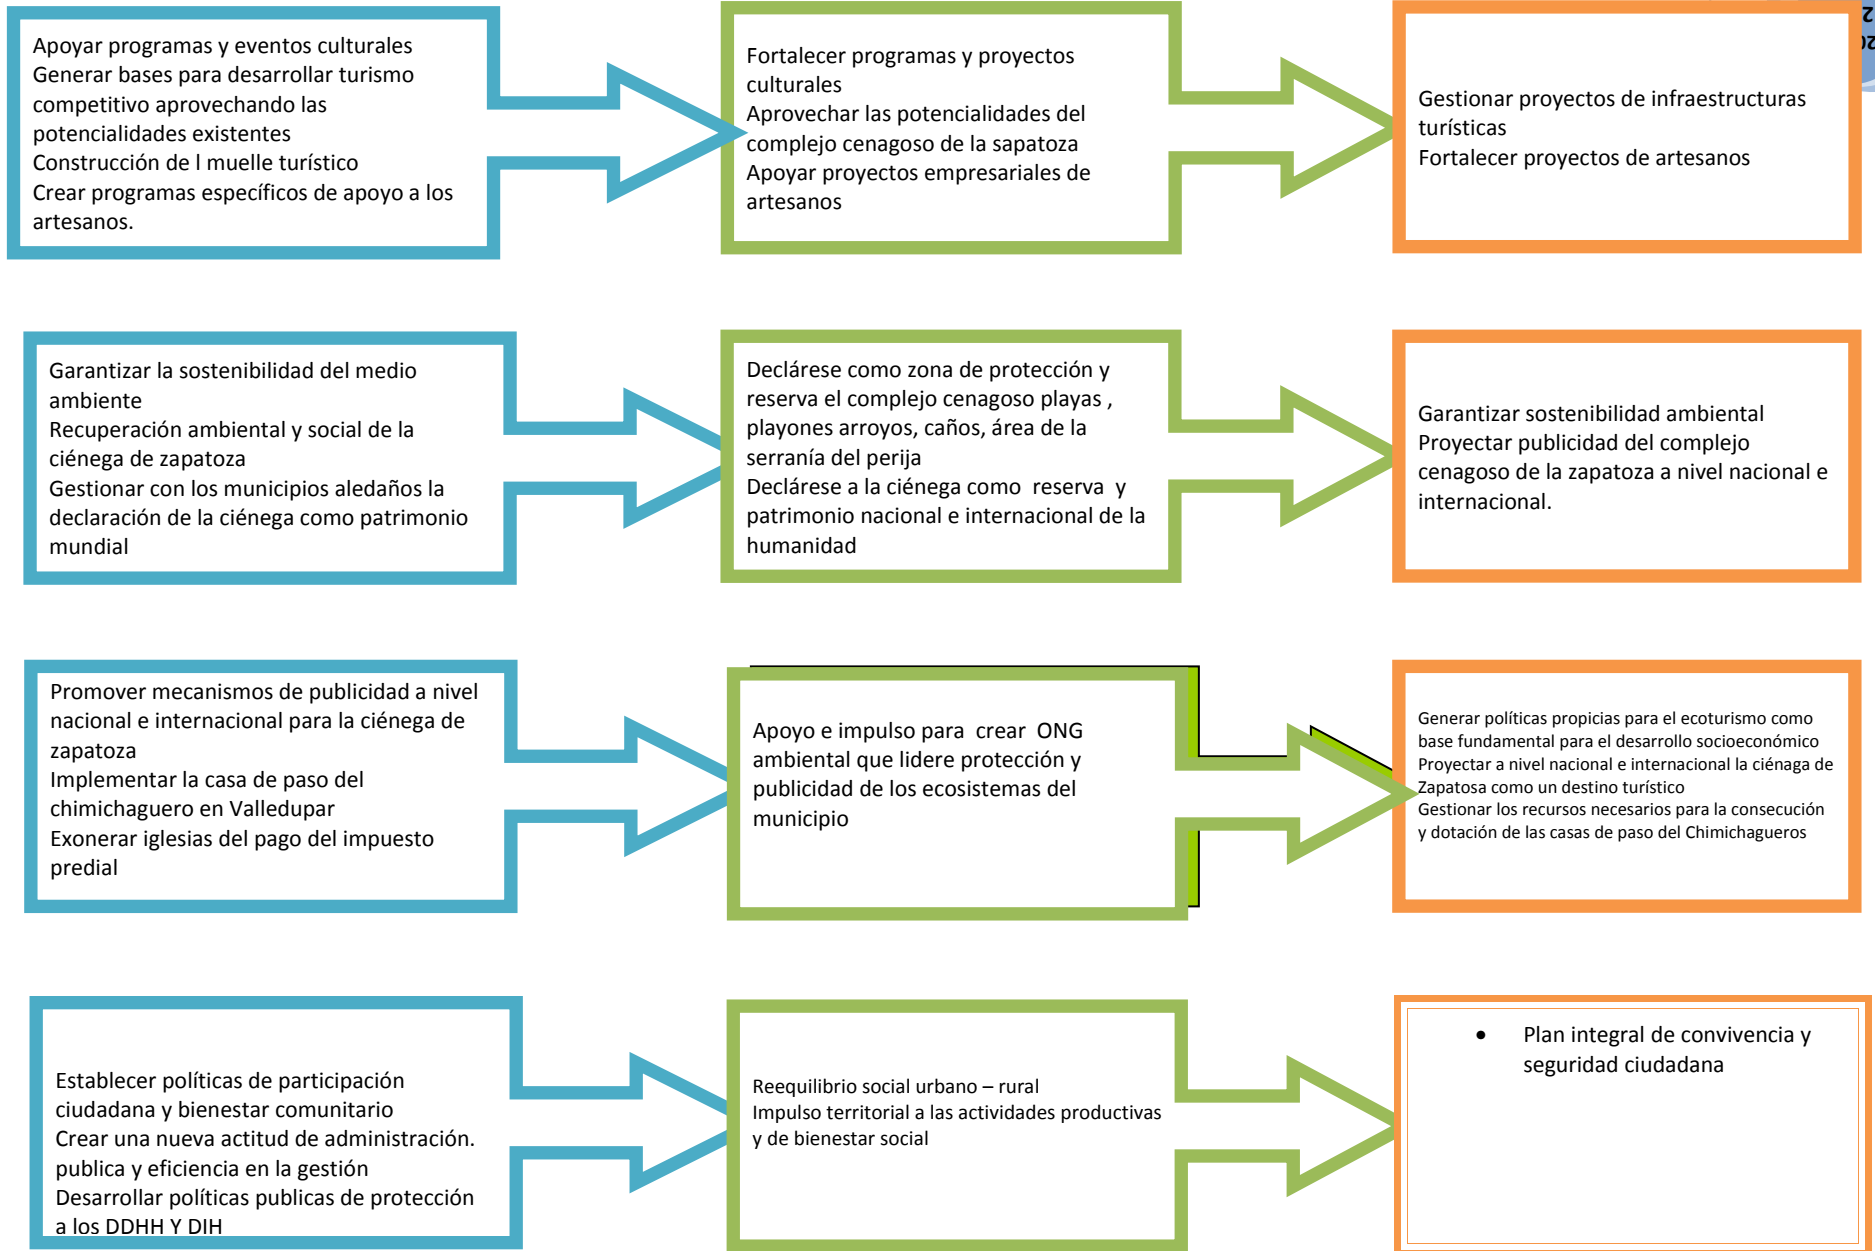 Apoyar programas y eventos culturales
Generar bases para desarrollar turismo
competitivo aprovechando las
potencialidades existentes
Construcción de l muelle turístico
Crear programas específicos de apoyo a los
artesanos.
Fortalecer programas y proyectos
culturales
Aprovechar las potencialidades del
complejo cenagoso de la sapatoza
Apoyar proyectos empresariales de
artesanos
Gestionar proyectos de infraestructuras
turísticas
Fortalecer proyectos de artesanos
Garantizar la sostenibilidad del medio
ambiente
Recuperación ambiental y social de la
ciénega de zapatoza
Gestionar con los municipios aledaños la
declaración de la ciénega como patrimonio
mundial
Declárese como zona de protección y
reserva el complejo cenagoso playas ,
playones arroyos, caños, área de la
serranía del perija
Declárese a la ciénega como reserva y
patrimonio nacional e internacional de la
humanidad
Garantizar sostenibilidad ambiental
Proyectar publicidad del complejo
cenagoso de la zapatoza a nivel nacional e
internacional.
Promover mecanismos de publicidad a nivel
nacional e internacional para la ciénega de
zapatoza
Implementar la casa de paso del
chimichaguero en Valledupar
Exonerar iglesias del pago del impuesto
predial
Apoyo e impulso para crear ONG
ambiental que lidere protección y
publicidad de los ecosistemas del
municipio
Generar políticas propicias para el ecoturismo como
base fundamental para el desarrollo socioeconómico
Proyectar a nivel nacional e internacional la ciénaga de
Zapatosa como un destino turístico
Gestionar los recursos necesarios para la consecución
y dotación de las casas de paso del Chimichagueros
Establecer políticas de participación
ciudadana y bienestar comunitario
Crear una nueva actitud de administración.
publica y eficiencia en la gestión
Desarrollar políticas publicas de protección
a los DDHH Y DIH
Reequilibrio social urbano – rural
Impulso territorial a las actividades productivas
y de bienestar social
• Plan integral de convivencia y
seguridad ciudadana